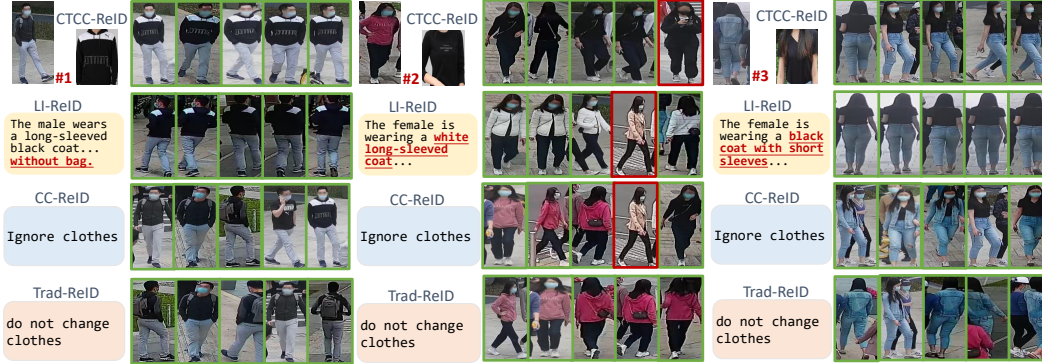 CTCC-ReID
#1
LI-ReID
The male wears
a long-sleeved
black coat...
without bag.
CC-ReID
Ignore clothes
Trad-ReID
do not change
clothes
CTCC-ReID
#2
LI-ReID
The female is
wearing a white
long-sleeved
coat...
CC-ReID
Ignore clothes
Trad-ReID
do not change
clothes
CTCC-ReID
#3
LI-ReID
The female is
wearing a black
coat with short
sleeves...
CC-ReID
Ignore clothes
Trad-ReID
do not change
clothes